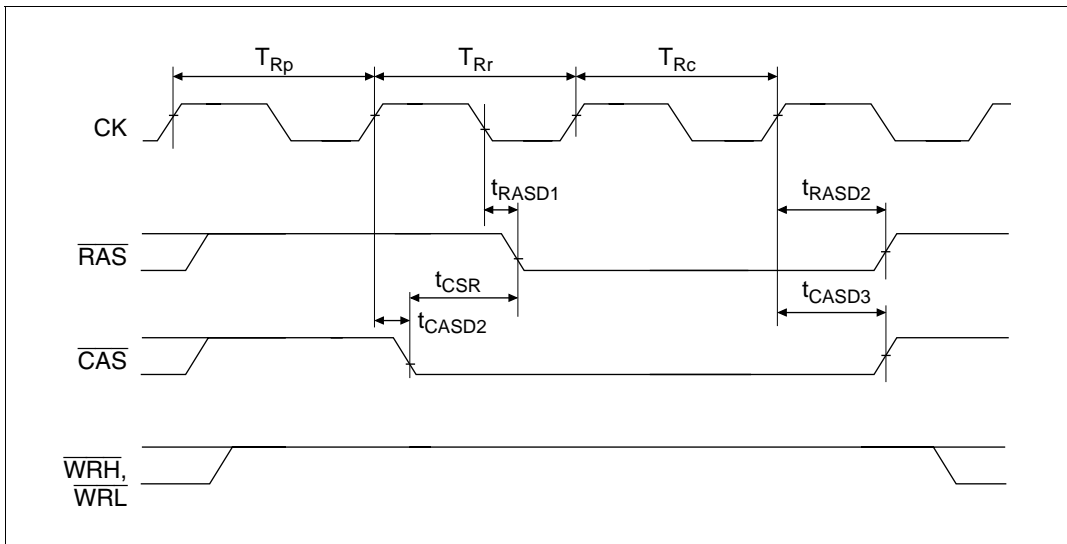 TRp TRr TRc
CK
tRASD1 tRASD2
RAS
tCSR
tCASD2 tCASD3
CAS
WRH,
WRL